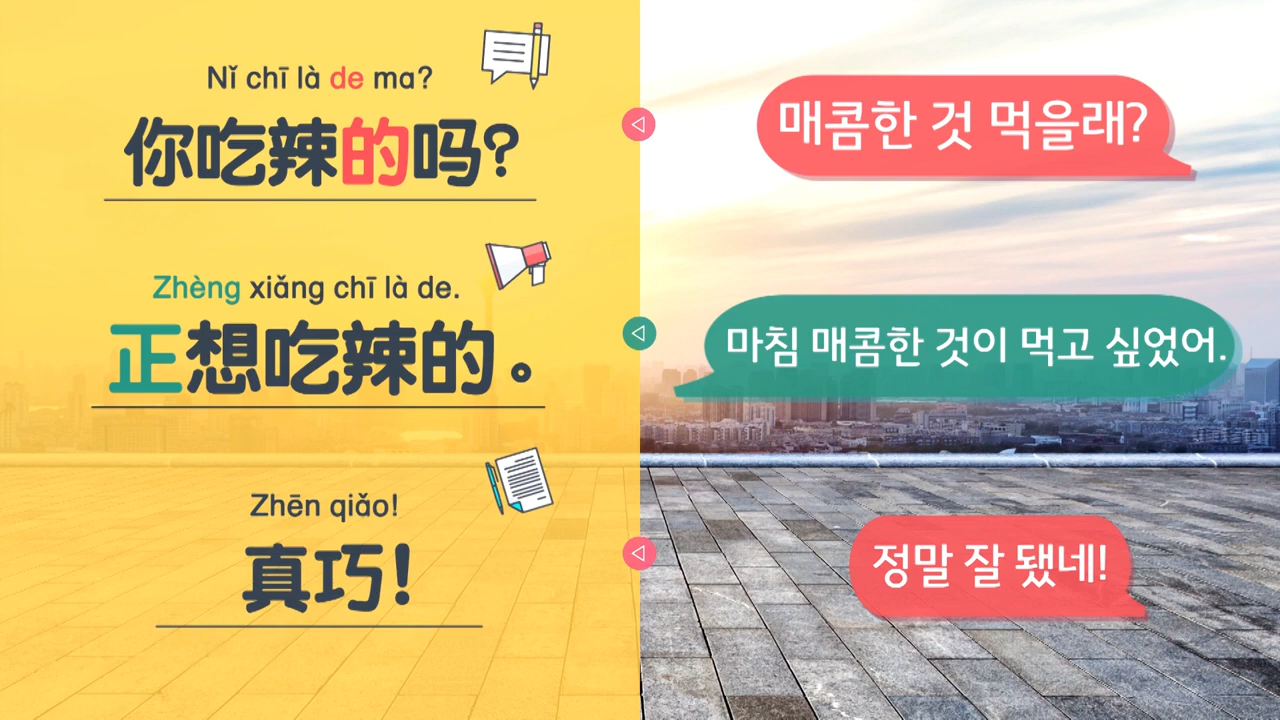 Nǐ chī là de ma?
你吃辣的吗?
매콤한 것 먹을래?
Zhèng xiǎng chī là de.
正想吃辣的。
마침 매콤한 것이 먹고 싶었어.
Zhēn qiǎo!
真巧!
정말 잘 됐네!